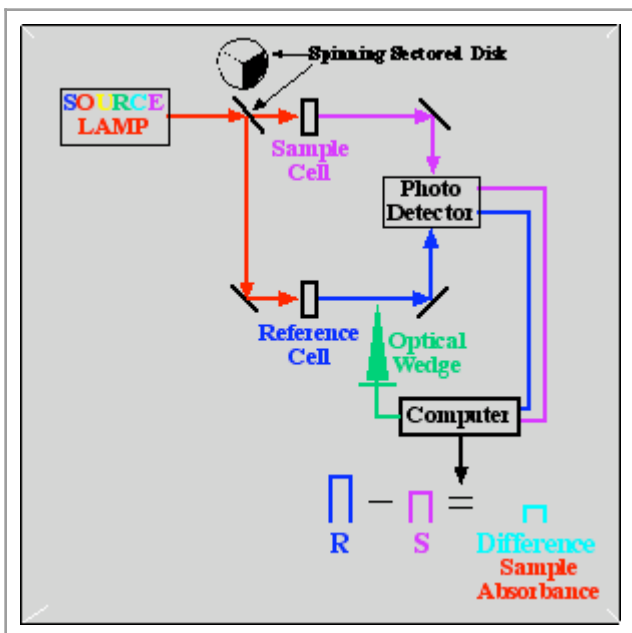 Spinning Sectored Disk
SOURCE
LAMP
Sample
Cell
Photo
Detector
Reference
Cell
Optical
Wedge
Computer
R
S
Difference
Sample
Absorbance